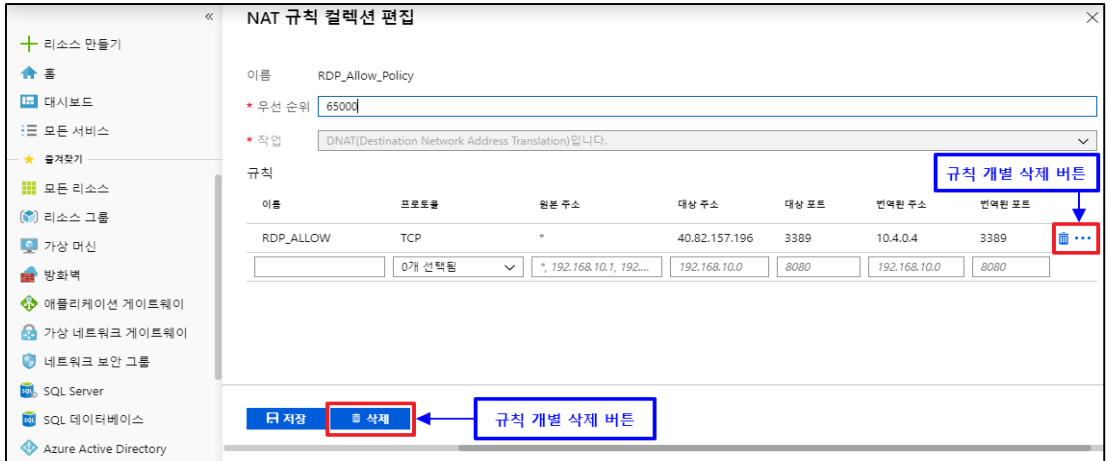 «
리소스 만들기
홈
대시보드
모든 서비스
즐겨찾기
모든 리소스
리소스 그룹
가상 머신
방화벽
애플리케이션 게이트웨이
가상 네트워크 게이트웨이
네트워크 보안 그룹
SQL Server
SQL 데이터베이스
Azure Active Directory
NAT 규칙 컬렉션 편집
이름 RDP_Allow_Policy
* 우선 순위 65000
* 작업 DNAT(Destination Network Address Translation)입니다.
규칙
규칙 개별 삭제 버튼
이름 프로토콜 원본 주소 대상 주소 대상 포트 번역된 주소 번역된 포트
RDP_ALLOW TCP * 40.82.157.196 3389 10.4.0.4 3389
0개 선택됨 *, 192.168.10.1, 192.... 192.168.10.0 8080 192.168.10.0 8080
저장 삭제
규칙 개별 삭제 버튼